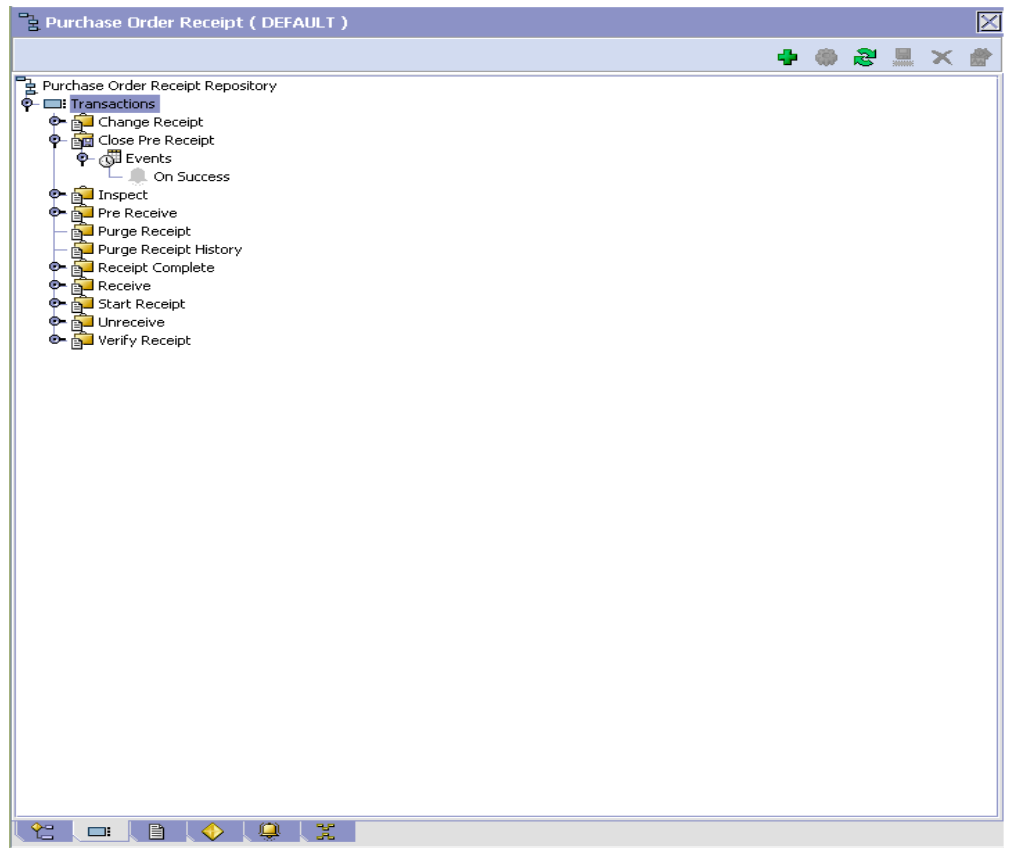 Purchase Order Receipt ( DEFAULT )
Purchase Order Receipt Repository
Transactions
Change Receipt
Close Pre Receipt
Events
On Success
Inspect
Pre Receive
Purge Receipt
Purge Receipt History
Receipt Complete
Receive
Start Receipt
Unreceive
Verify Receipt